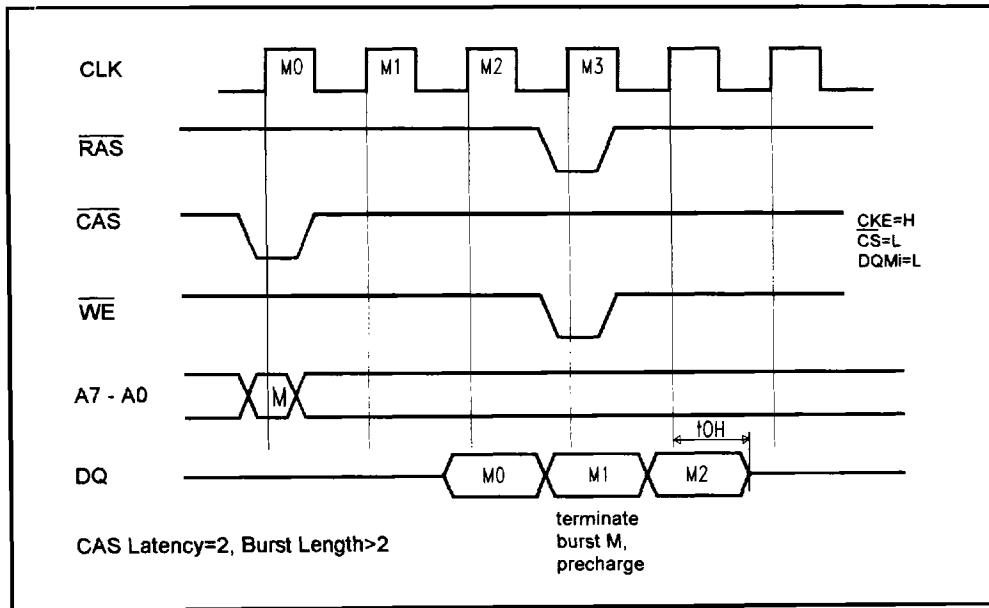 CLK M0 M1 M2 M3
RAS
CAS
CKE=H
CS=L
DQMi=L
WE
A7 - A0 M
tOH
DQ M0 M1 M2
terminate
burst M,
precharge
CAS Latency=2, Burst Length>2